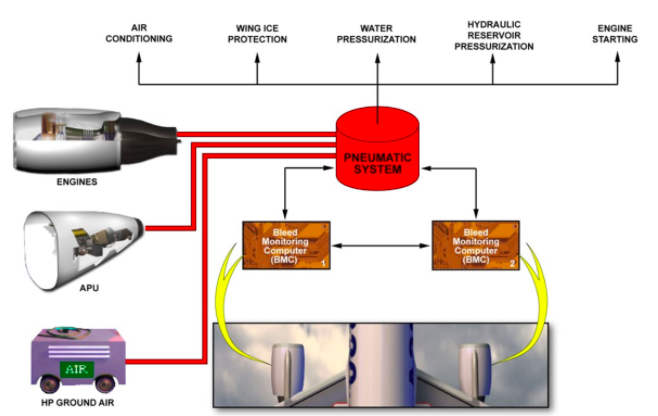 AIR
CONDITIONING
WING ICE
PROTECTION
WATER
PRESSURIZATION
HYDRAULIC
RESERVOIR
PRESSURIZATION
ENGINE
STARTING
ENGINES
PNEUMATIC
SYSTEM
APU
Bleed
Monitoring
Computer
(BMC)
1
Bleed
Monitoring
Computer
(BMC)
2
AIR
HP GROUND AIR